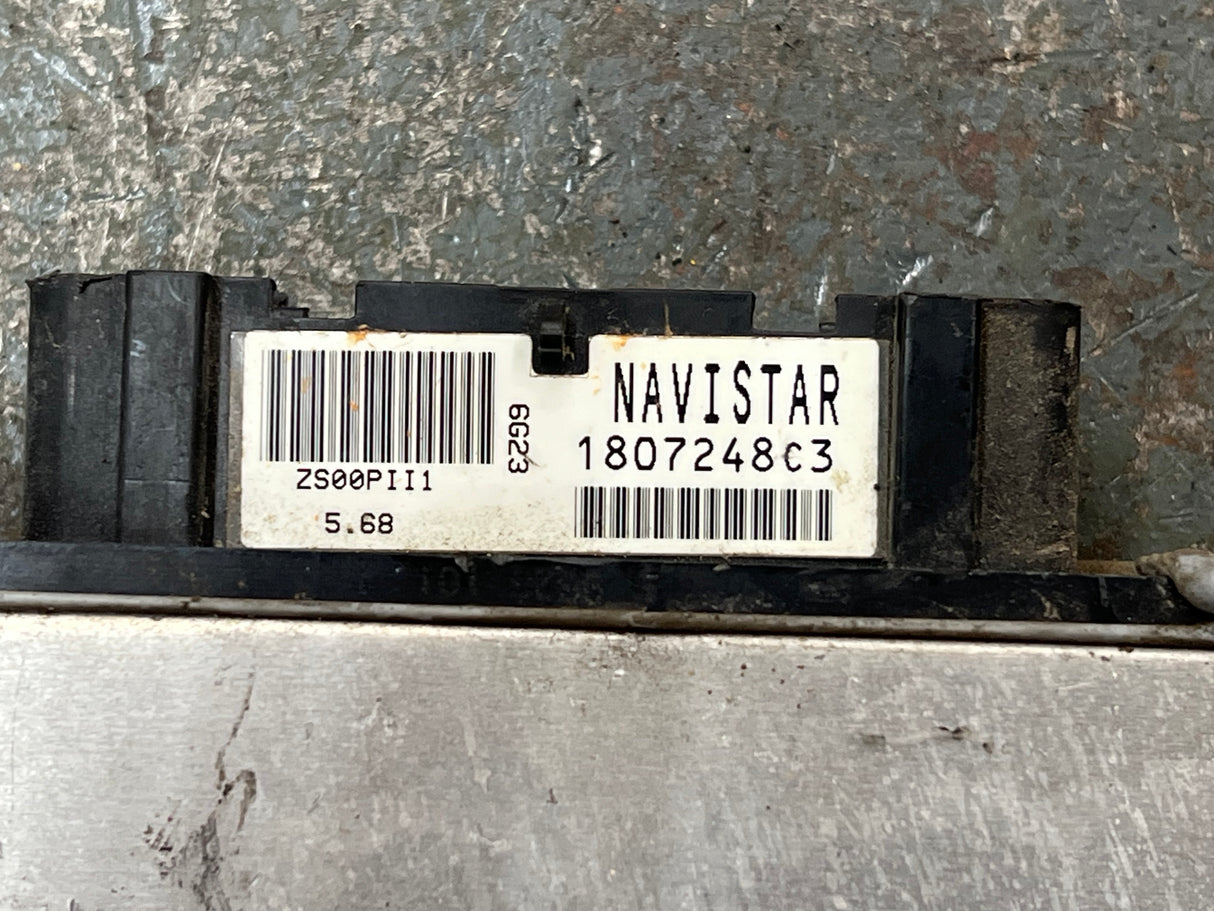 NAVISTAR
1807248C3
6G23
ZS00PII1
5.68